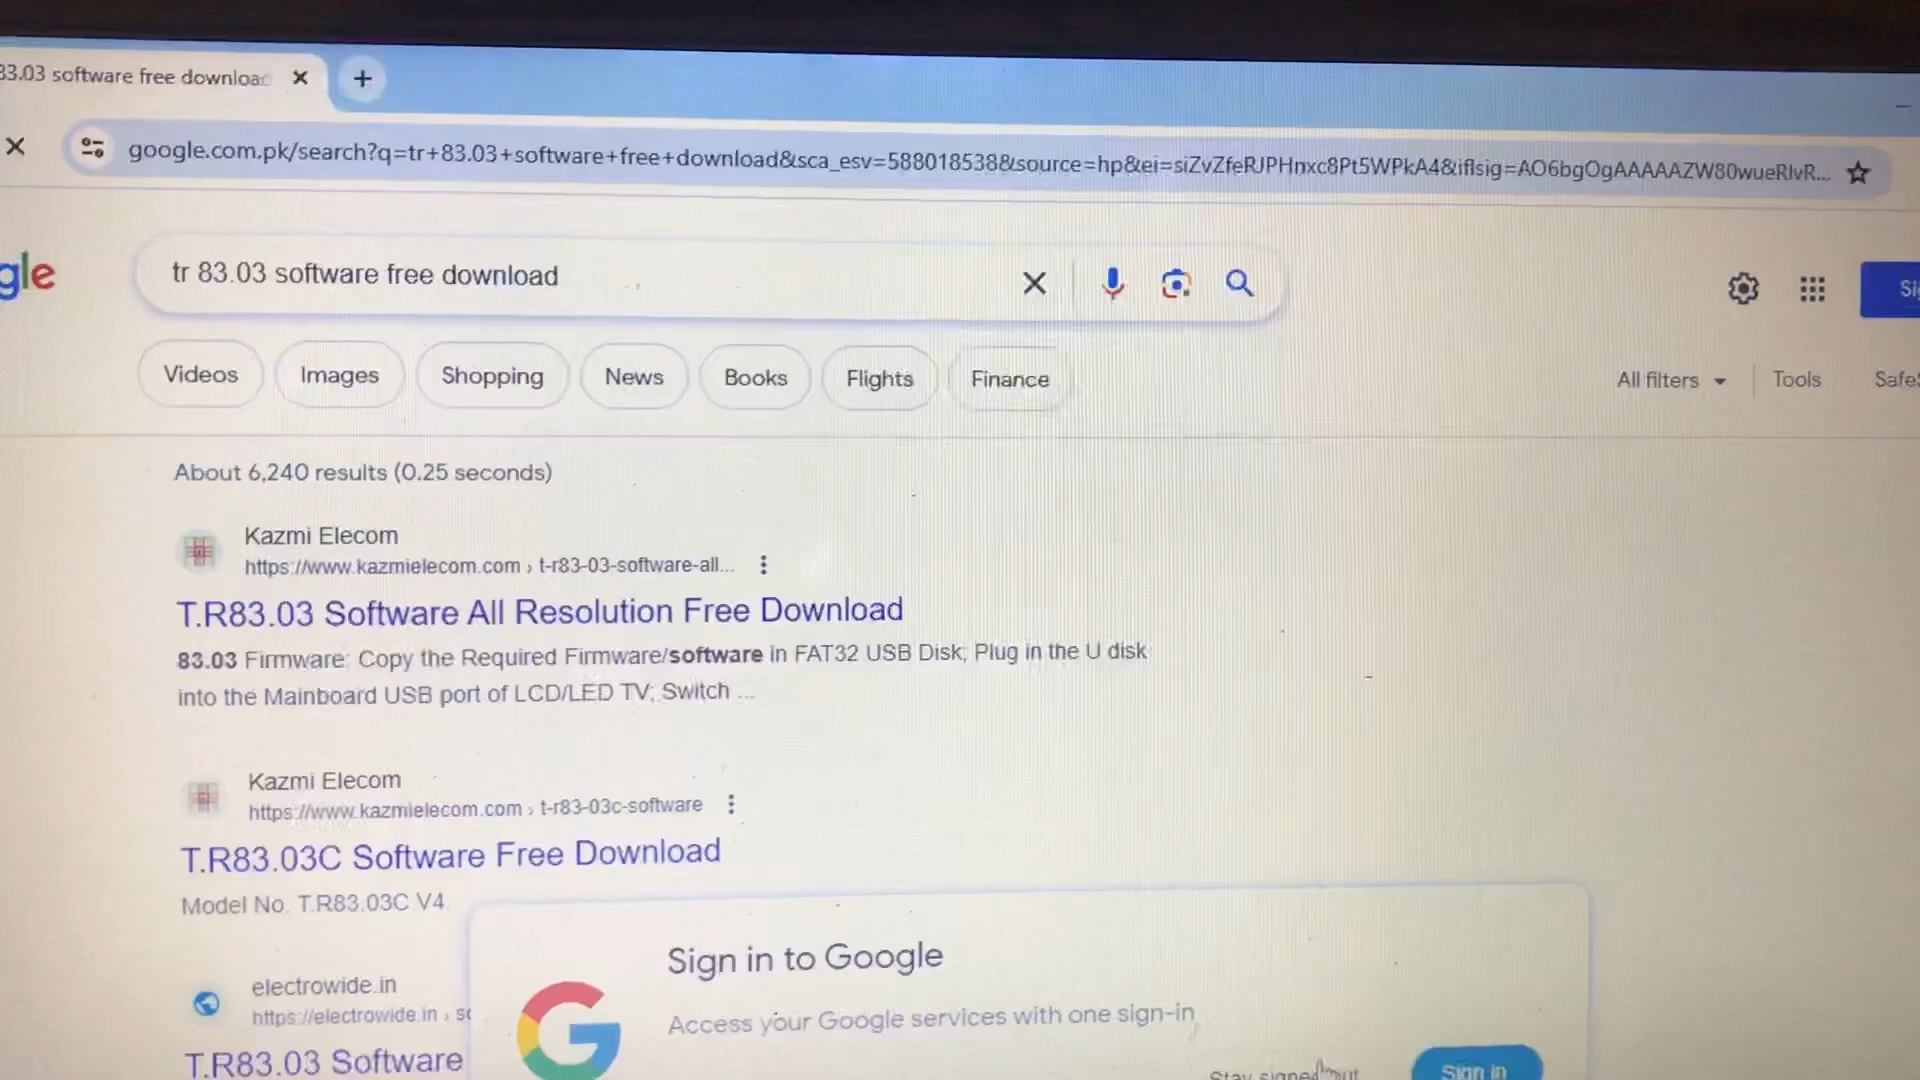 83.03 software free download
google.com.pk/search?q=tr+83.03+software+free+download&sca_esv=588018538&source=hp&ei=siZvZfeRJPHnxc8Pt5WPkA4&iflsig=AO6bgOgAAAAAZW80wueRlvR...
gle
tr 83.03 software free download
Videos
Images
Shopping
News
Books
Flights
Finance
All filters
Tools
About 6,240 results (0.25 seconds)
Kazmi Elecom
https://www.kazmielecom.com › t-r83-03-software-all...
T.R83.03 Software All Resolution Free Download
83.03 Firmware: Copy the Required Firmware/software in FAT32 USB Disk; Plug in the U disk
into the Mainboard USB port of LCD/LED TV; Switch ...
Kazmi Elecom
https://www.kazmielecom.com › t-r83-03c-software
T.R83.03C Software Free Download
Model No. T.R83.03C V4
electrowide.in
https://electrowide.in › so
T.R83.03 Software
Sign in to Google
Access your Google services with one sign-in
Stay signed out
Sign in